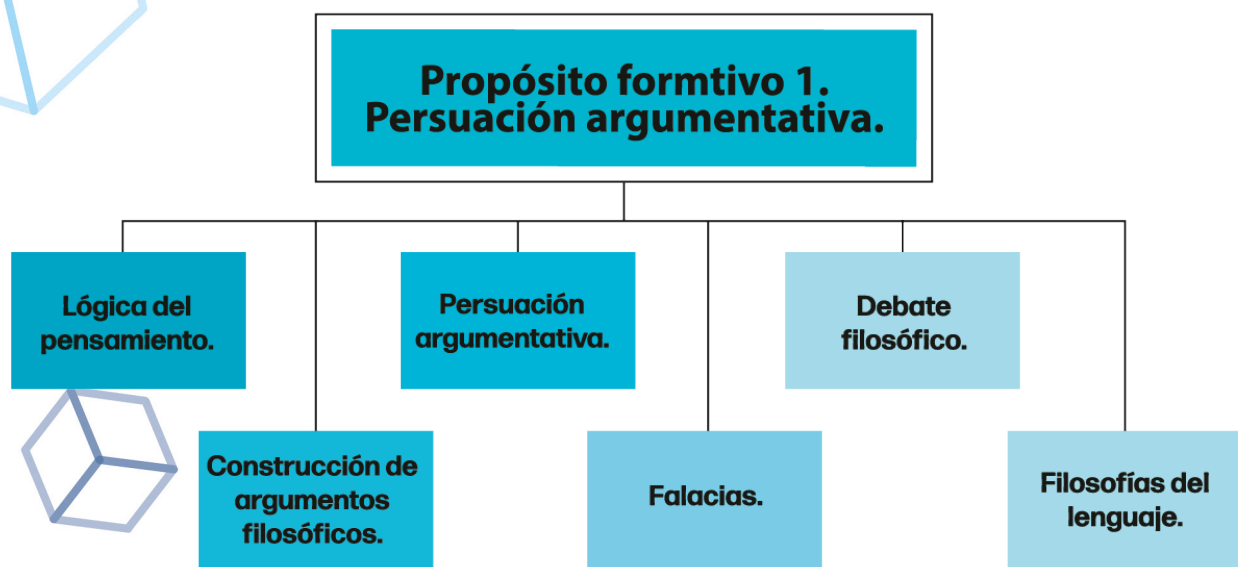 Propósito formtivo 1.
Persuación argumentativa.
Lógica del
pensamiento.
Construcción de
argumentos
filosóficos.
Persuación
argumentativa.
Falacias.
Debate
filosófico.
Filosofías del
lenguaje.